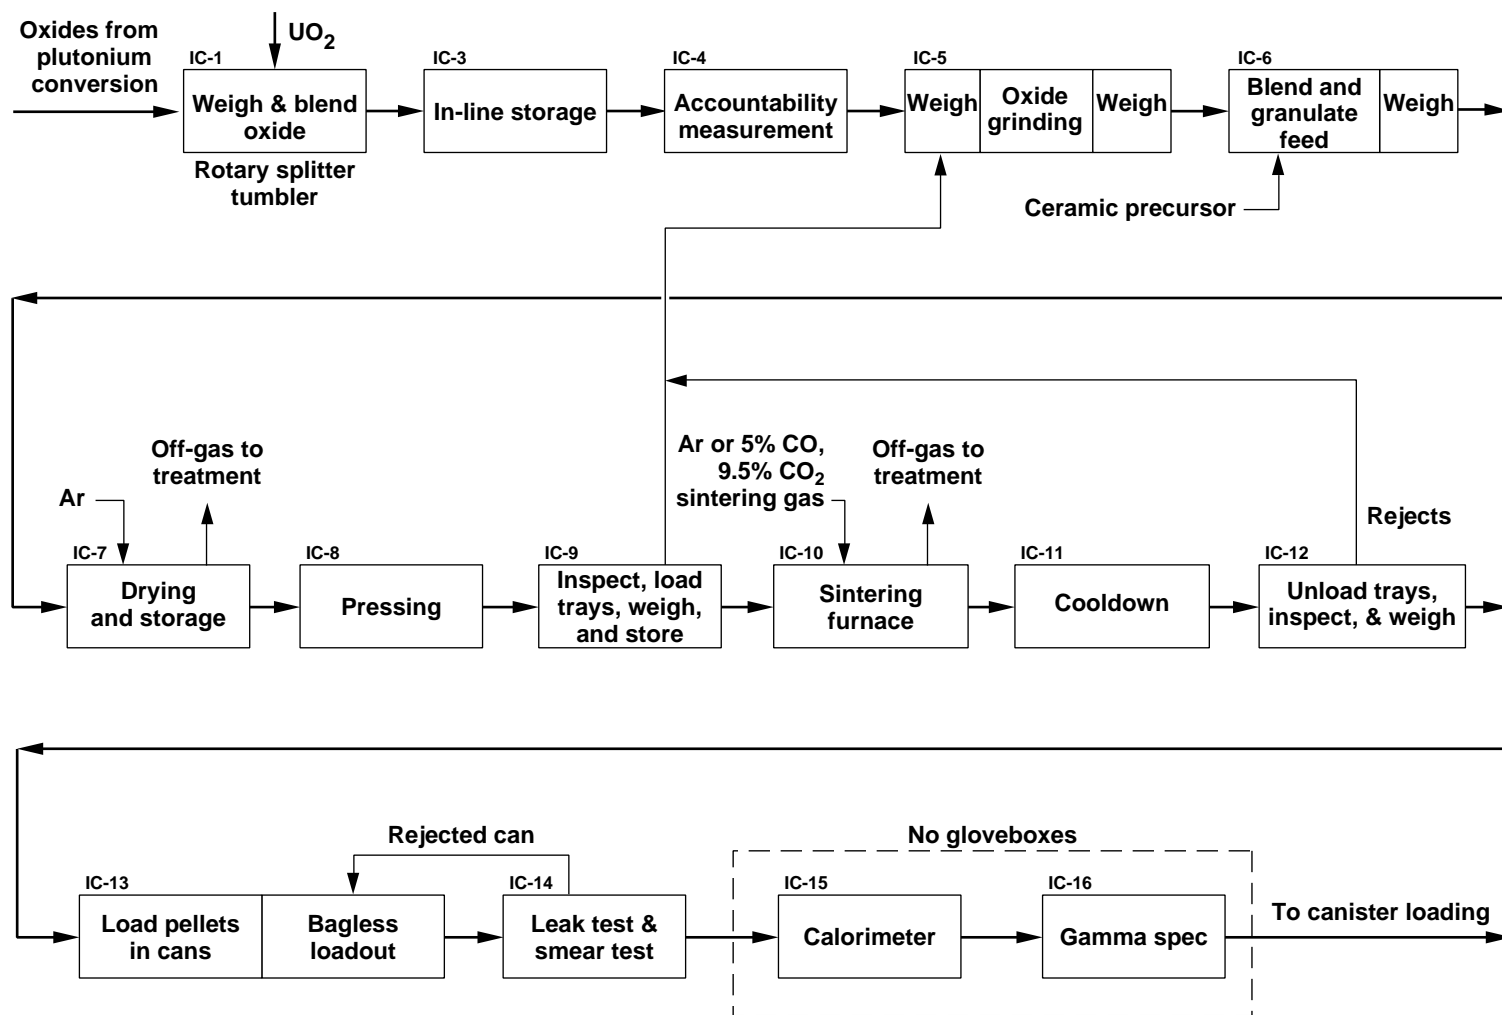 Oxides from
plutonium
conversion
UO2
IC-1
Weigh & blend
oxide
Rotary splitter
tumbler
IC-3
In-line storage
IC-4
Accountability
measurement
IC-5
Weigh
Oxide
grinding
Weigh
IC-6
Blend and
granulate
feed
Weigh
Ceramic precursor
Ar
Off-gas to
treatment
IC-7
Drying
and storage
IC-8
Pressing
IC-9
Inspect, load
trays, weigh,
and store
Ar or 5% CO,
9.5% CO2
sintering gas
Off-gas to
treatment
IC-10
Sintering
furnace
IC-11
Cooldown
Rejects
IC-12
Unload trays,
inspect, & weigh
Rejected can
No gloveboxes
IC-13
Load pellets
in cans
Bagless
loadout
IC-14
Leak test &
smear test
IC-15
Calorimeter
IC-16
Gamma spec
To canister loading